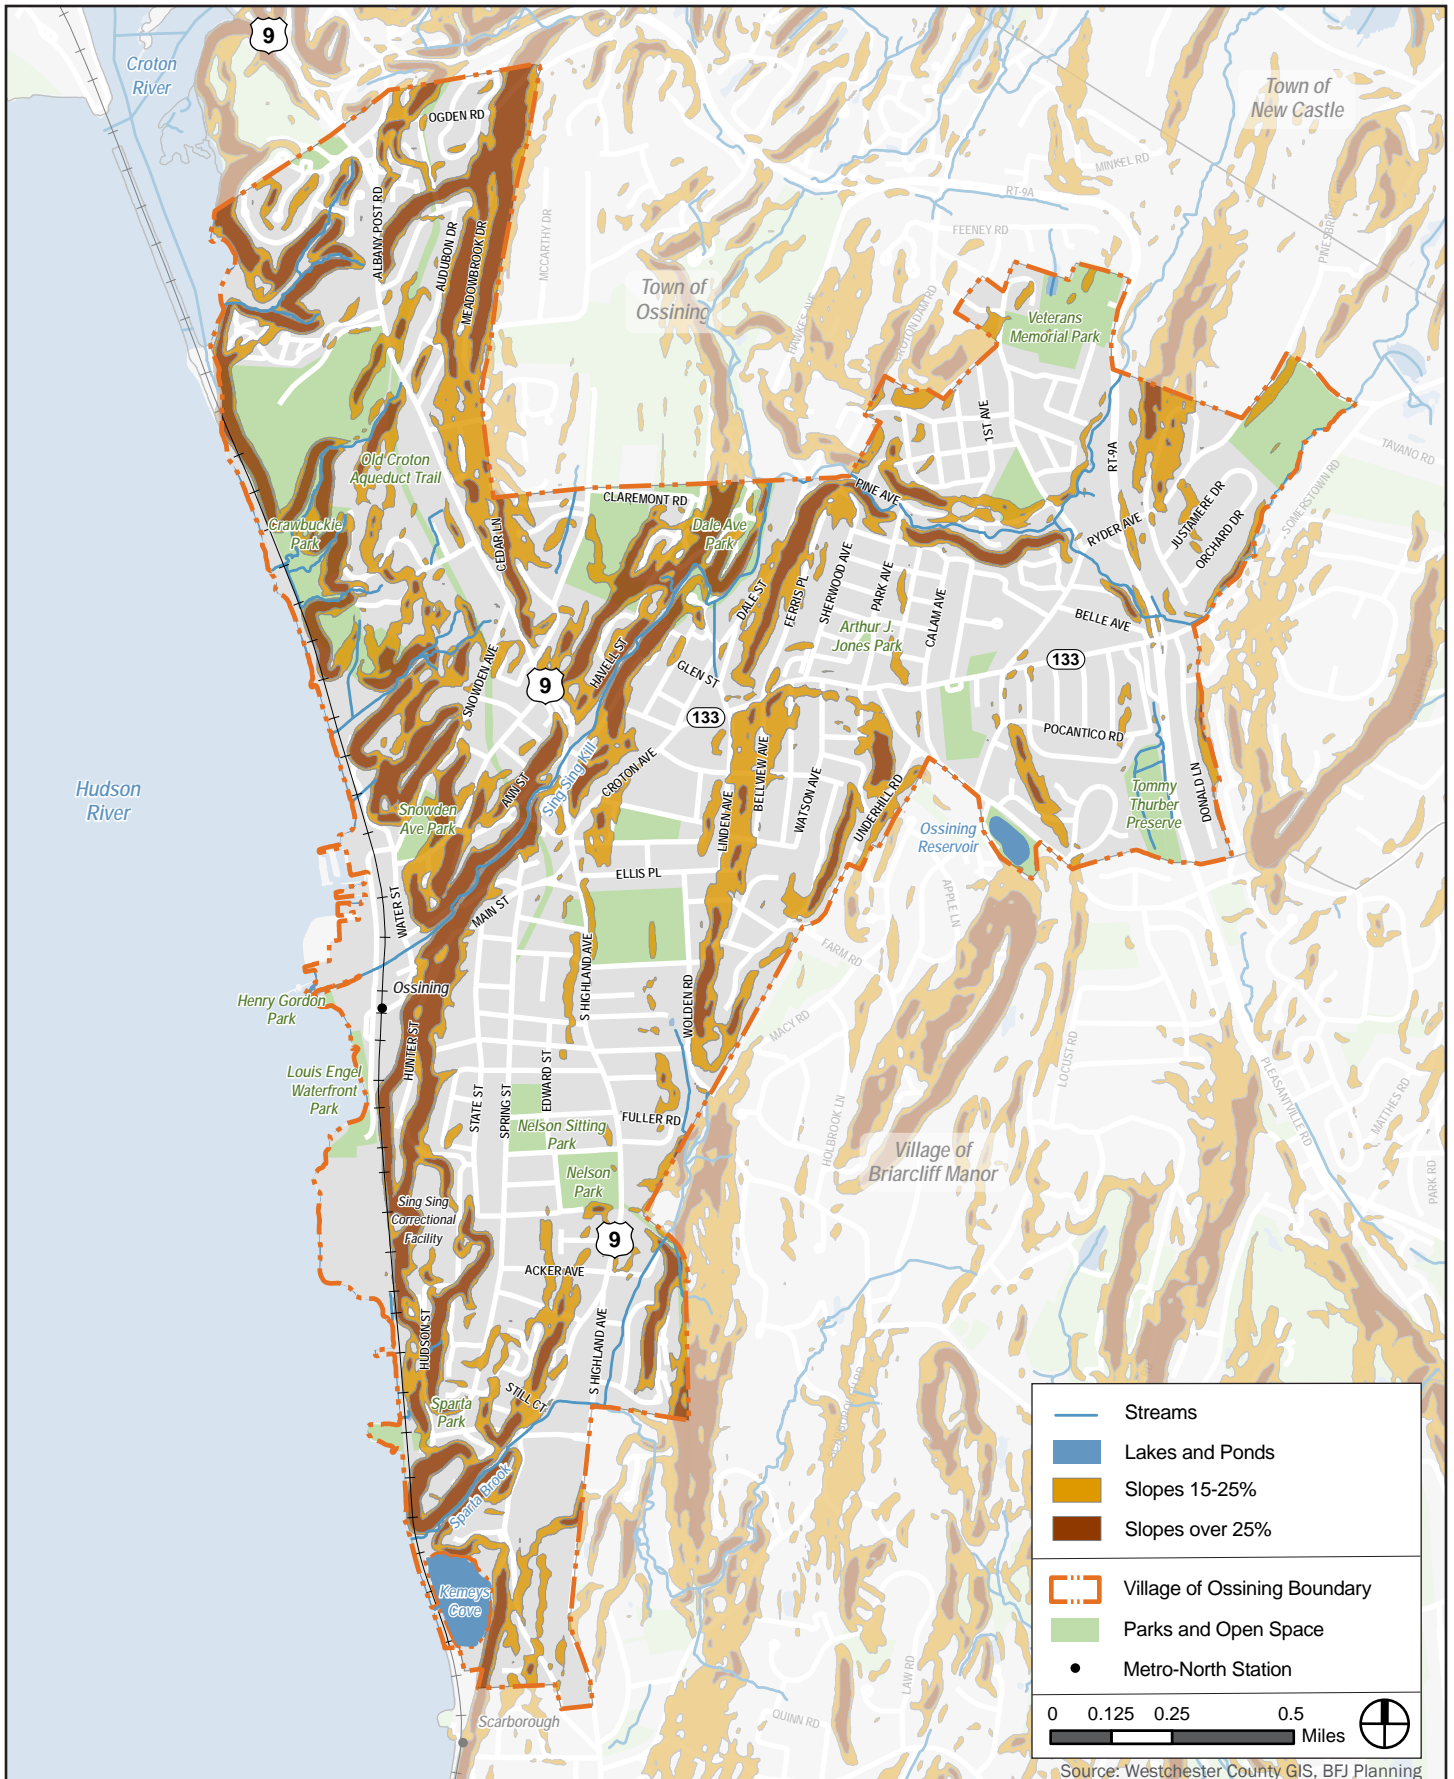 9
Croton
River
Town of
New Castle
OGDEN RD
MINKEL RD
RT-9A
ALBANY POST RD
AUDUBON DR
MEADOWBROOK DR
MCCARTHY DR
FEENEY RD
Town of
Ossining
HAWKES AVE
CROTON DAM RD
Veterans
Memorial Park
1ST AVE
RT-9A
TAVANO RD
SOMERSTOWN RD
Old Croton
Aqueduct Trail
CLAREMONT RD
PINE AVE
Crawbuckie
Park
Dale Ave
Park
CEDAR LN
RYDER AVE
JUSTAMERE DR
ORCHARD DR
DALE ST
FERRIS PL
SHERWOOD AVE
PARK AVE
CALAM AVE
BELLE AVE
Arthur J.
Jones Park
133
SNOWDEN AVE
HAVELL ST
GLEN ST
9
133
POCANTICO RD
Hudson
River
Sing Sing Kill
CROTON AVE
ANN ST
BELLVIEW AVE
LINDEN AVE
WATSON AVE
UNDERHILL RD
DONALD LN
Snowden
Ave Park
Ossining
Reservoir
Tommy
Thurber
Preserve
ELLIS PL
WATER ST
MAIN ST
APPLE LN
FARM RD
S HIGHLAND AVE
Ossining
Henry Gordon
Park
WOLDEN RD
MACY RD
HUNTER ST
LOCUST RD
PLEASANTVILLE RD
Louis Engel
Waterfront
Park
EDWARD ST
STATE ST
SPRING ST
FULLER RD
HOLBROOK LN
MATTHES RD
Nelson Sitting
Park
Village of
Briarcliff Manor
PARK RD
Nelson
Park
Sing Sing
Correctional
Facility
9
ACKER AVE
HUDSON ST
S HIGHLAND AVE
STILL CT
Sparta
Park
Sparta Brook
Kemeys
Cove
LAW RD
QUINN RD
Scarborough
Streams
Lakes and Ponds
Slopes 15-25%
Slopes over 25%
Village of Ossining Boundary
Parks and Open Space
Metro-North Station
0 0.125 0.25 0.5
Miles
Source: Westchester County GIS, BFJ Planning